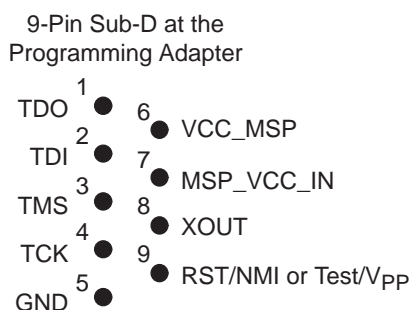 9-Pin Sub-D at the
Programming Adapter
1
TDO
6
VCC_MSP
2
TDI
7
MSP_VCC_IN
3
TMS
8
XOUT
4
TCK
9
RST/NMI or Test/VPP
5
GND